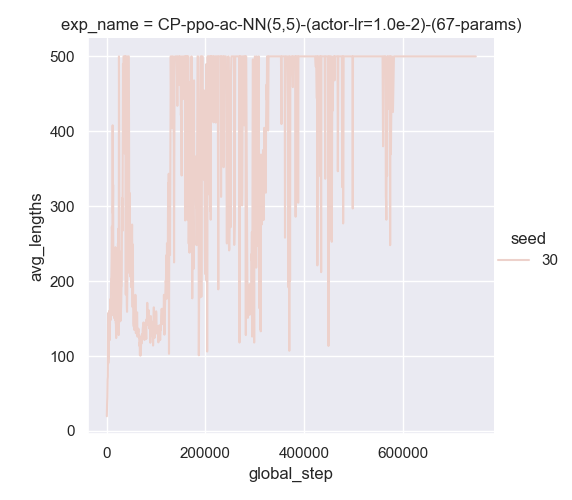 exp_name = CP-ppo-ac-NN(5,5)-(actor-lr=1.0e-2)-(67-params)
500
400
300
200
100
0
avg_lengths
0 200000 400000 600000
global_step
seed
30